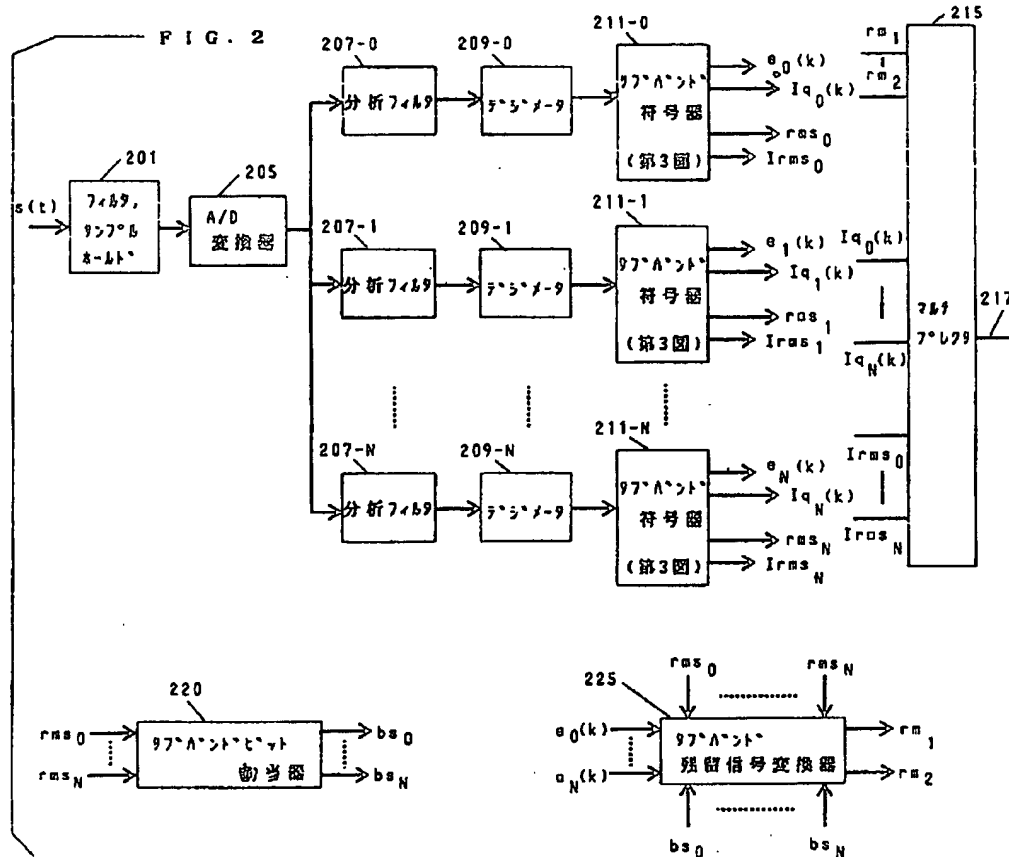 FIG. 2
207-0
209-0
211-0
215
分析フィルタ
デジメータ
サブバンド
符号器
(第3図)
e0(k)
Iq0(k)
rms0
Irms0
rm1
rm2
201
205
s(t)
フィルタ,
サンプル
ホールド
A/D
変換器
207-1
209-1
211-1
分析フィルタ
デジメータ
サブバンド
符号器
(第3図)
e1(k)
Iq1(k)
rms1
Irms1
Iq0(k)
IqN(k)
マルチ
プレクタ
217
207-N
209-N
211-N
分析フィルタ
デジメータ
サブバンド
符号器
(第3図)
eN(k)
IqN(k)
rmsN
IrmsN
Irms0
IrmsN
220
rms0
rmsN
サブバンドビット
割当器
bs0
bsN
225
rms0
rmsN
e0(k)
eN(k)
サブバンド
残留信号変換器
rm1
rm2
bs0
bsN